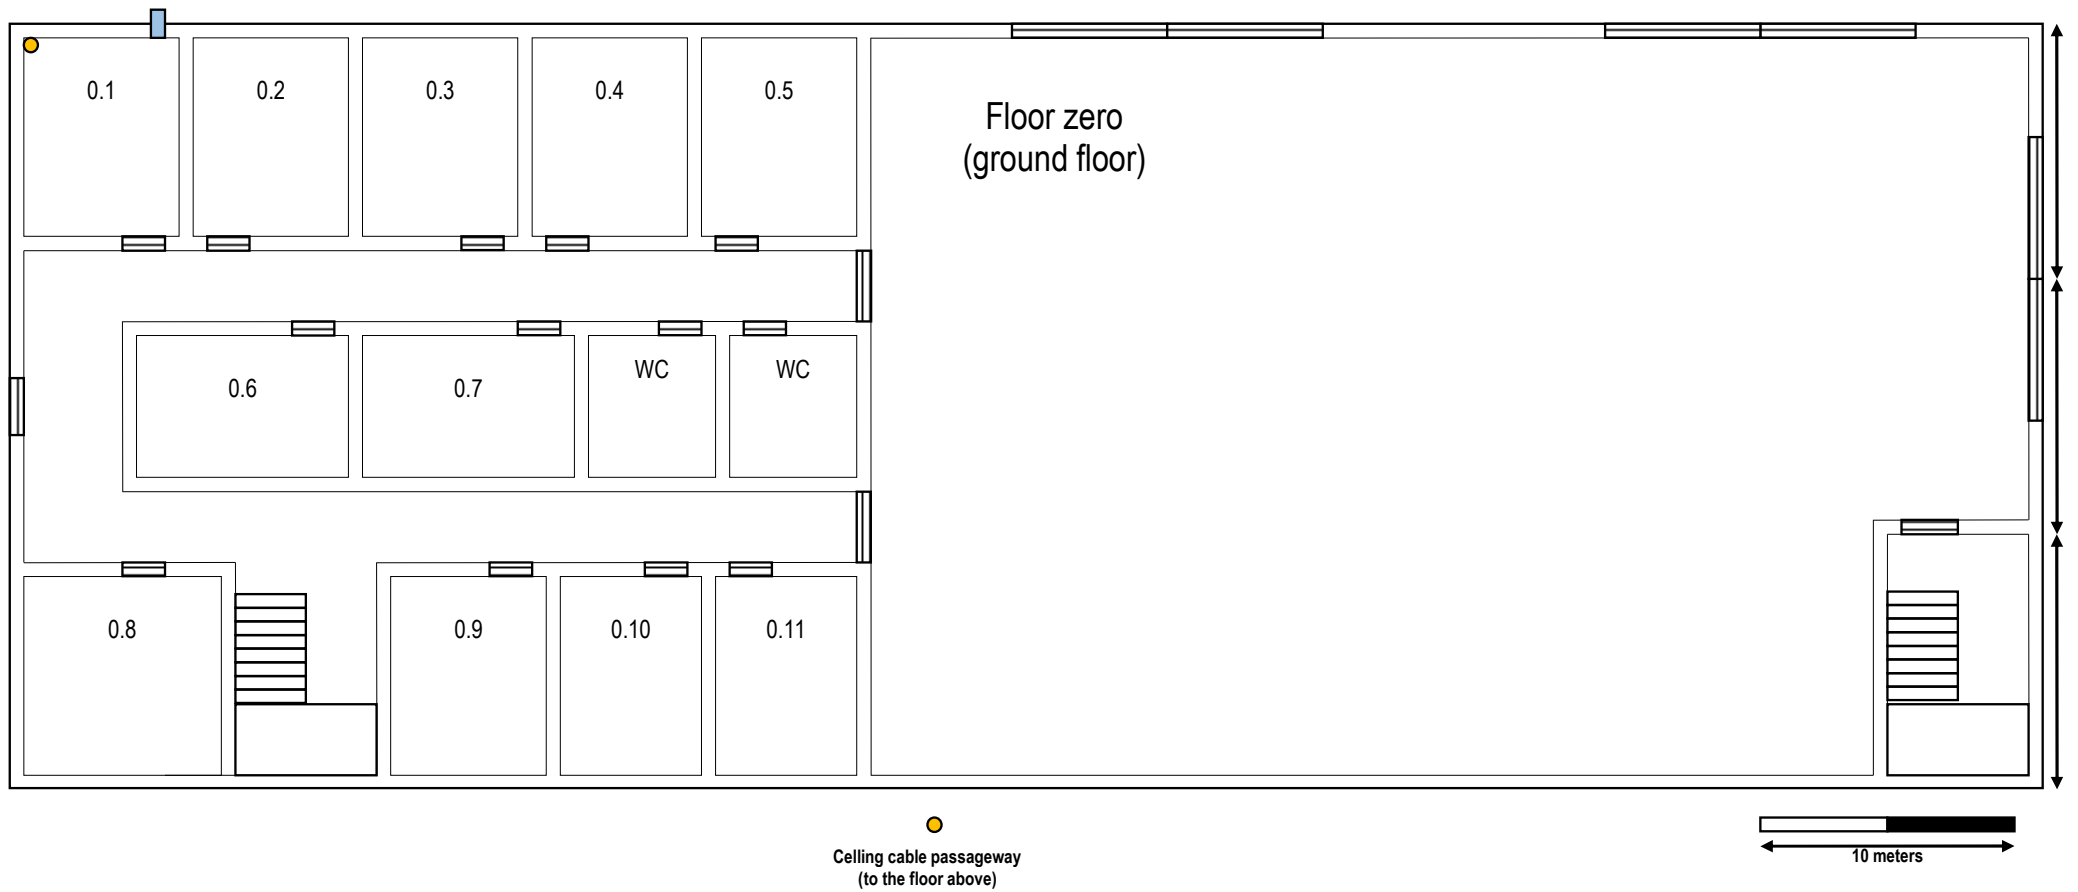 0.1
0.2
0.3
0.4
0.5
Floor zero
(ground floor)
0.6
0.7
WC
WC
0.8
0.9
0.10
0.11
Celling cable passageway
(to the floor above)
10 meters